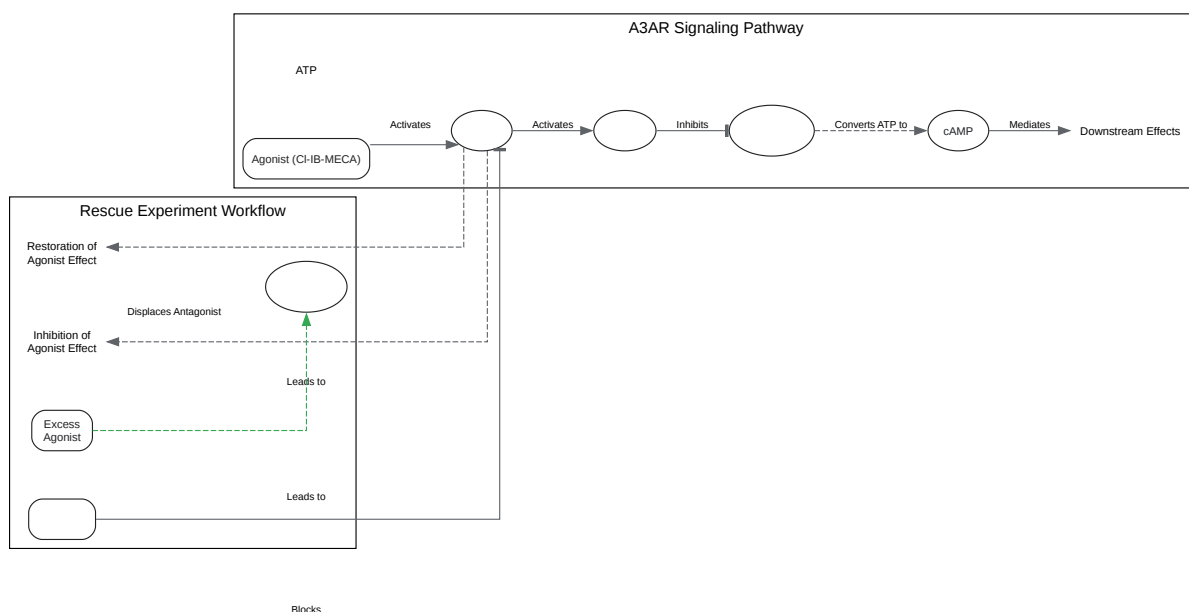 A3AR Signaling Pathway
ATP
Activates
Activates
Inhibits
Converts ATP to
cAMP
Mediates
Downstream Effects
Agonist (Cl-IB-MECA)
Rescue Experiment Workflow
Restoration of
Agonist Effect
Displaces Antagonist
Inhibition of
Agonist Effect
Leads to
Excess
Agonist
Leads to
Blocks